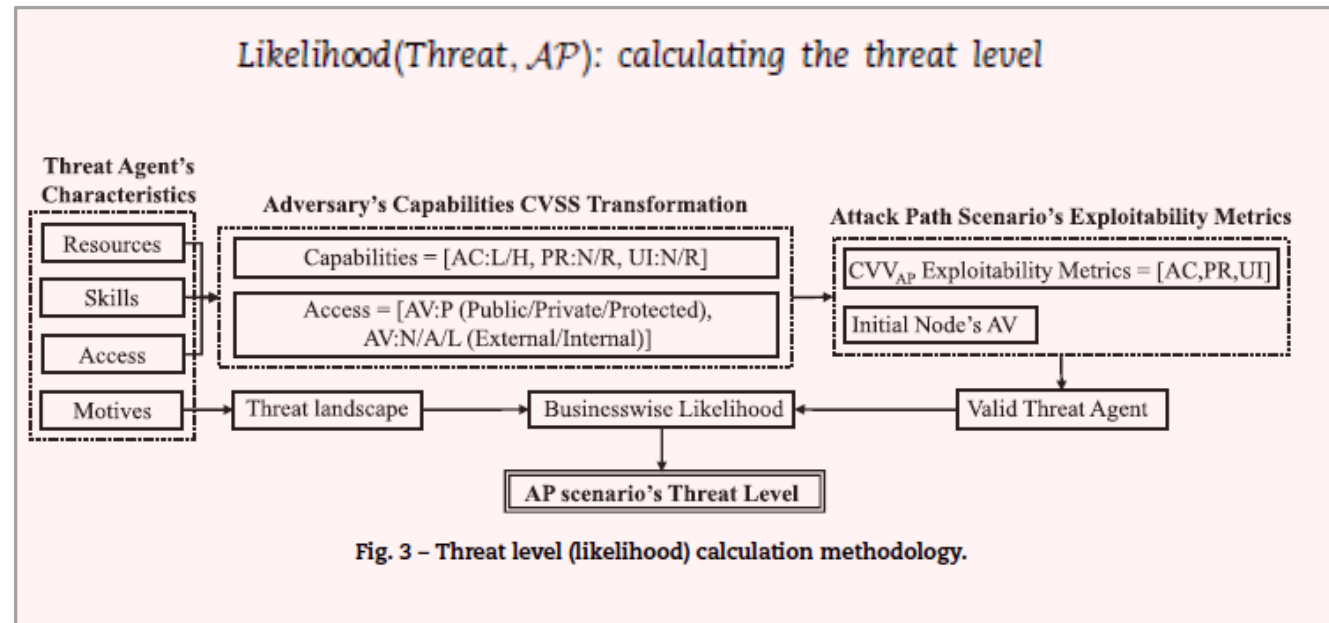 Likelihood(Threat, AP): calculating the threat level
Threat Agent's
Characteristics
Resources
Skills
Access
Motives
Adversary's Capabilities CVSS Transformation
Capabilities = [AC:L/H, PR:N/R, UI:N/R]
Access = [AV:P (Public/Private/Protected),
AV:N/A/L (External/Internal)]
Attack Path Scenario's Exploitability Metrics
CVV_AP Exploitability Metrics = [AC,PR,UI]
Initial Node's AV
Threat landscape
Businesswise Likelihood
Valid Threat Agent
AP scenario's Threat Level
Fig. 3 – Threat level (likelihood) calculation methodology.